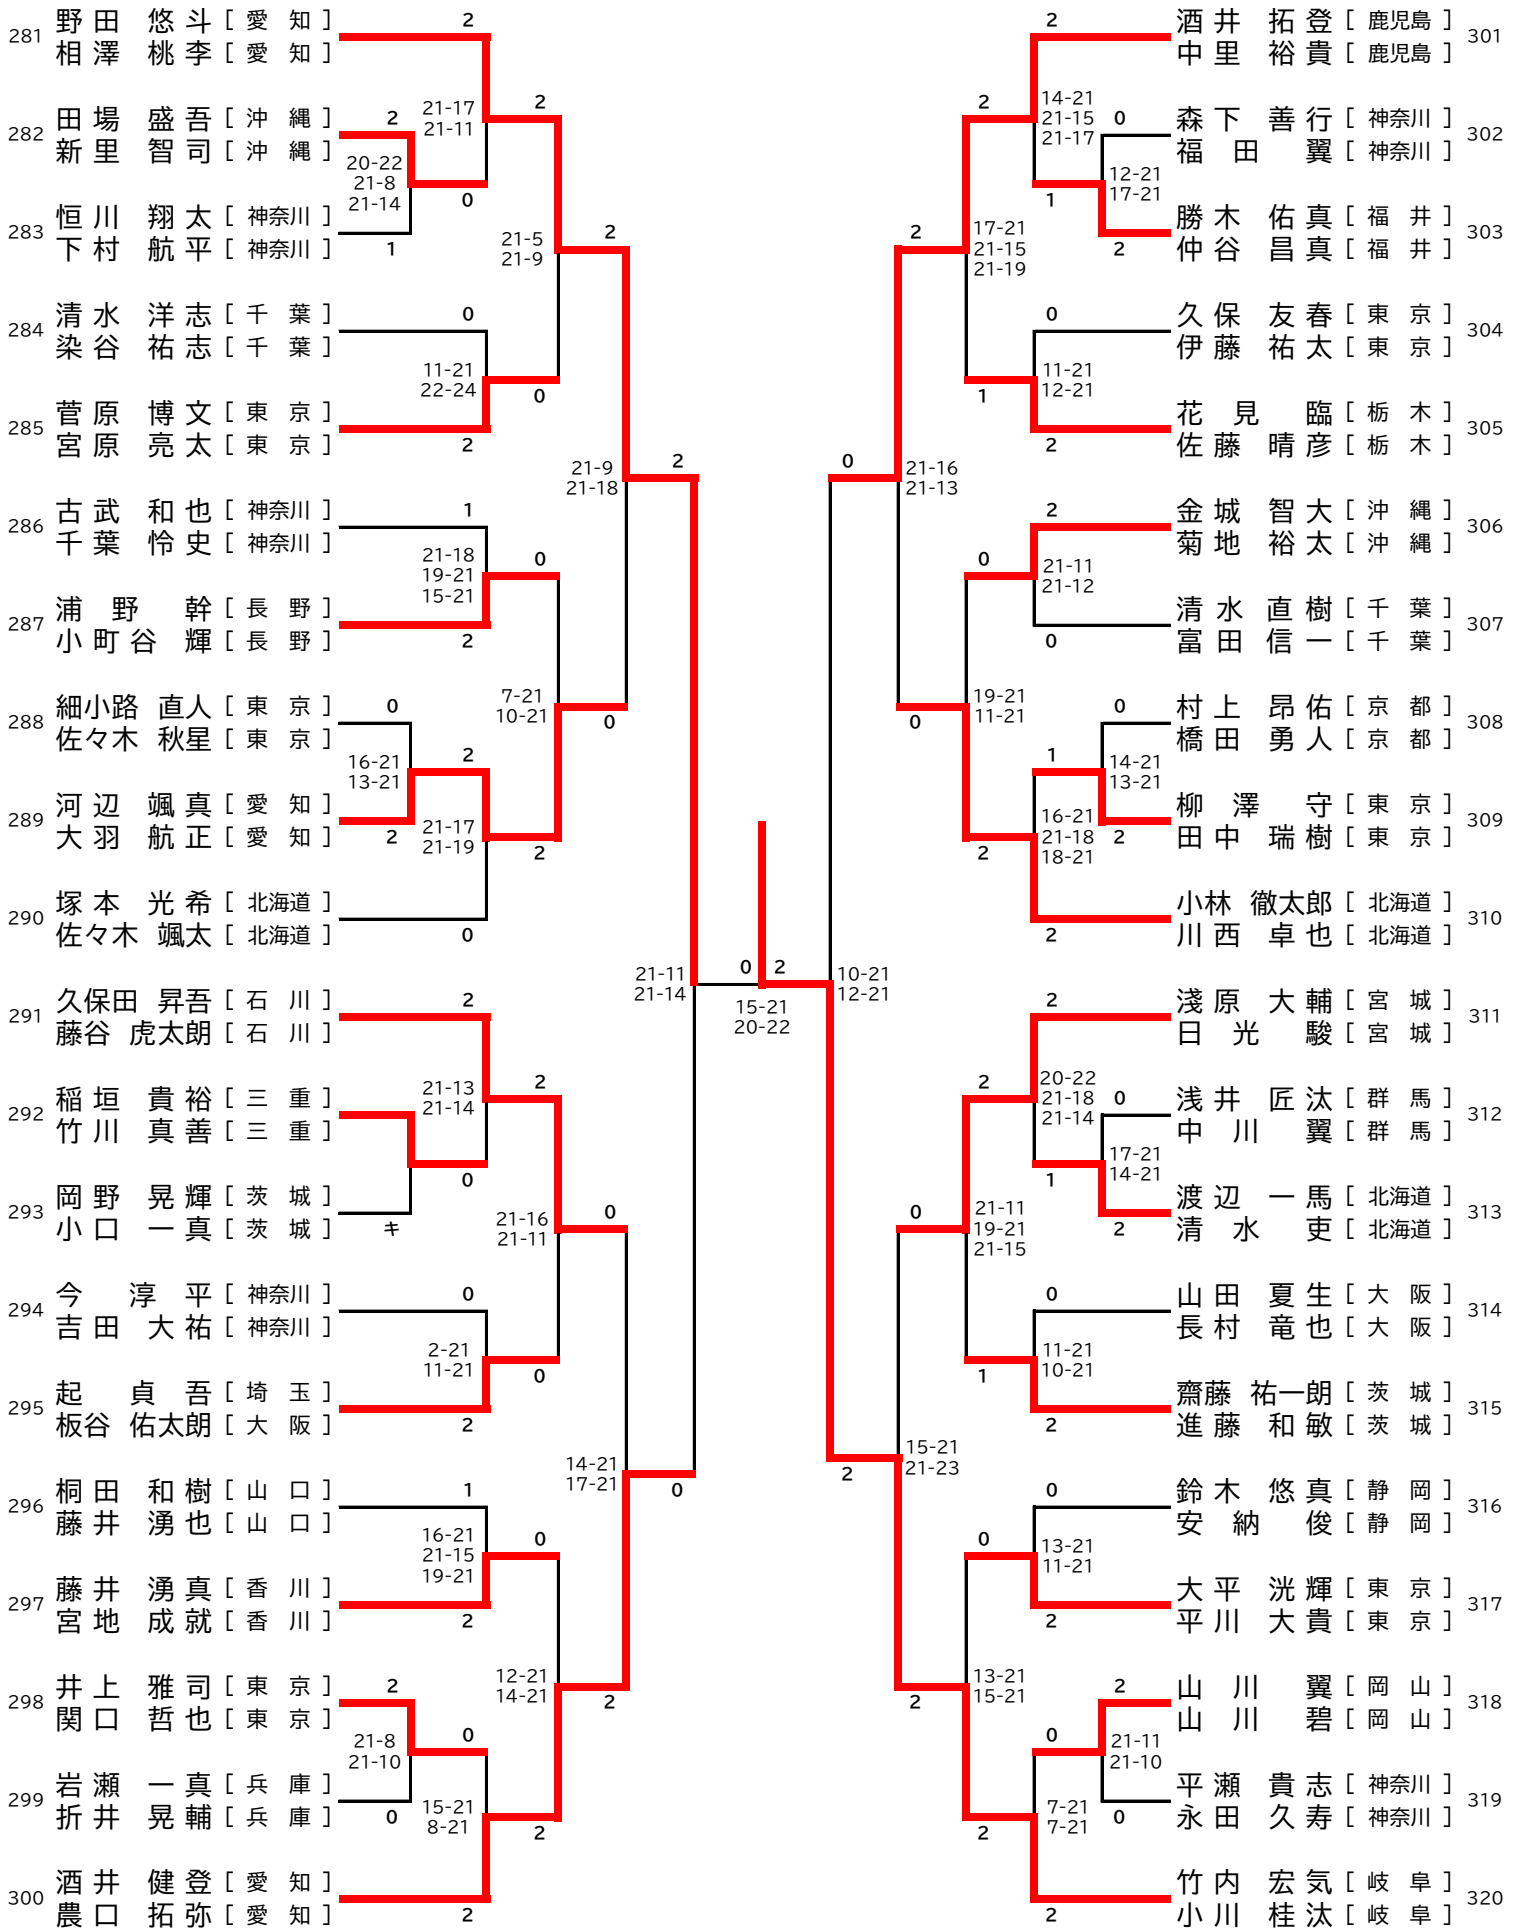 281 野田 悠斗 [ 愛 知 ]
相澤 桃李 [ 愛 知 ]
2
282 田場 盛吾 [ 沖 縄 ]
新里 智司 [ 沖 縄 ]
2
21-17
21-11
2
20-22
21-8
21-14
0
283 恒川 翔太 [ 神奈川 ]
下村 航平 [ 神奈川 ]
1
21-5
21-9
2
284 清水 洋志 [ 千 葉 ]
染谷 祐志 [ 千 葉 ]
0
11-21
22-24
0
285 菅原 博文 [ 東 京 ]
宮原 亮太 [ 東 京 ]
2
21-9
21-18
2
286 古武 和也 [ 神奈川 ]
千葉 怜史 [ 神奈川 ]
1
21-18
19-21
15-21
0
287 浦野 幹 [ 長 野 ]
小町谷 輝 [ 長 野 ]
2
7-21
10-21
0
288 細小路 直人 [ 東 京 ]
佐々木 秋星 [ 東 京 ]
0
16-21
13-21
2
289 河辺 颯真 [ 愛 知 ]
大羽 航正 [ 愛 知 ]
2
21-17
21-19
2
290 塚本 光希 [ 北海道 ]
佐々木 颯太 [ 北海道 ]
0
21-11
21-14
0 2
15-21
20-22
291 久保田 昇吾 [ 石 川 ]
藤谷 虎太朗 [ 石 川 ]
2
292 稲垣 貴裕 [ 三 重 ]
竹川 真善 [ 三 重 ]
21-13
21-14
2
0
293 岡野 晃輝 [ 茨 城 ]
小口 一真 [ 茨 城 ]
キ
21-16
21-11
0
294 今 淳平 [ 神奈川 ]
吉田 大祐 [ 神奈川 ]
0
2-21
11-21
0
295 起 貞吾 [ 埼 玉 ]
板谷 佑太朗 [ 大 阪 ]
2
14-21
17-21
0
296 桐田 和樹 [ 山 口 ]
藤井 湧也 [ 山 口 ]
1
16-21
21-15
19-21
0
297 藤井 湧真 [ 香 川 ]
宮地 成就 [ 香 川 ]
2
12-21
14-21
2
298 井上 雅司 [ 東 京 ]
関口 哲也 [ 東 京 ]
2
21-8
21-10
0
299 岩瀬 一真 [ 兵 庫 ]
折井 晃輔 [ 兵 庫 ]
0
15-21
8-21
2
300 酒井 健登 [ 愛 知 ]
農口 拓弥 [ 愛 知 ]
2
2
酒井 拓登 [ 鹿児島 ] 301
中里 裕貴 [ 鹿児島 ]
2
14-21
21-15
21-17
0
森下 善行 [ 神奈川 ] 302
福田 翼 [ 神奈川 ]
12-21
17-21
1
勝木 佑真 [ 福 井 ] 303
仲谷 昌真 [ 福 井 ]
2
2
17-21
21-15
21-19
0
久保 友春 [ 東 京 ] 304
伊藤 祐太 [ 東 京 ]
11-21
12-21
1
花見 臨 [ 栃 木 ] 305
佐藤 晴彦 [ 栃 木 ]
2
0
21-16
21-13
2
金城 智大 [ 沖 縄 ] 306
菊地 裕太 [ 沖 縄 ]
0
21-11
21-12
清水 直樹 [ 千 葉 ] 307
富田 信一 [ 千 葉 ]
0
19-21
11-21
0
0
村上 昂佑 [ 京 都 ] 308
橋田 勇人 [ 京 都 ]
1
14-21
13-21
柳澤 守 [ 東 京 ] 309
田中 瑞樹 [ 東 京 ]
2
16-21
21-18
18-21
2
小林 徹太郎 [ 北海道 ] 310
川西 卓也 [ 北海道 ]
2
10-21
12-21
2
淺原 大輔 [ 宮 城 ] 311
日光 駿 [ 宮 城 ]
2
20-22
21-18
21-14
0
浅井 匠汰 [ 群 馬 ] 312
中川 翼 [ 群 馬 ]
17-21
14-21
1
渡辺 一馬 [ 北海道 ] 313
清水 吏 [ 北海道 ]
2
0
21-11
19-21
21-15
0
山田 夏生 [ 大 阪 ] 314
長村 竜也 [ 大 阪 ]
11-21
10-21
1
齋藤 祐一朗 [ 茨 城 ] 315
進藤 和敏 [ 茨 城 ]
2
15-21
21-23
2
0
鈴木 悠真 [ 静 岡 ] 316
安納 俊 [ 静 岡 ]
0
13-21
11-21
大平 洸輝 [ 東 京 ] 317
平川 大貴 [ 東 京 ]
2
13-21
15-21
2
2
山川 翼 [ 岡 山 ] 318
山川 碧 [ 岡 山 ]
0
21-11
21-10
平瀬 貴志 [ 神奈川 ] 319
永田 久寿 [ 神奈川 ]
0
7-21
7-21
2
竹内 宏気 [ 岐 阜 ] 320
小川 桂汰 [ 岐 阜 ]
2